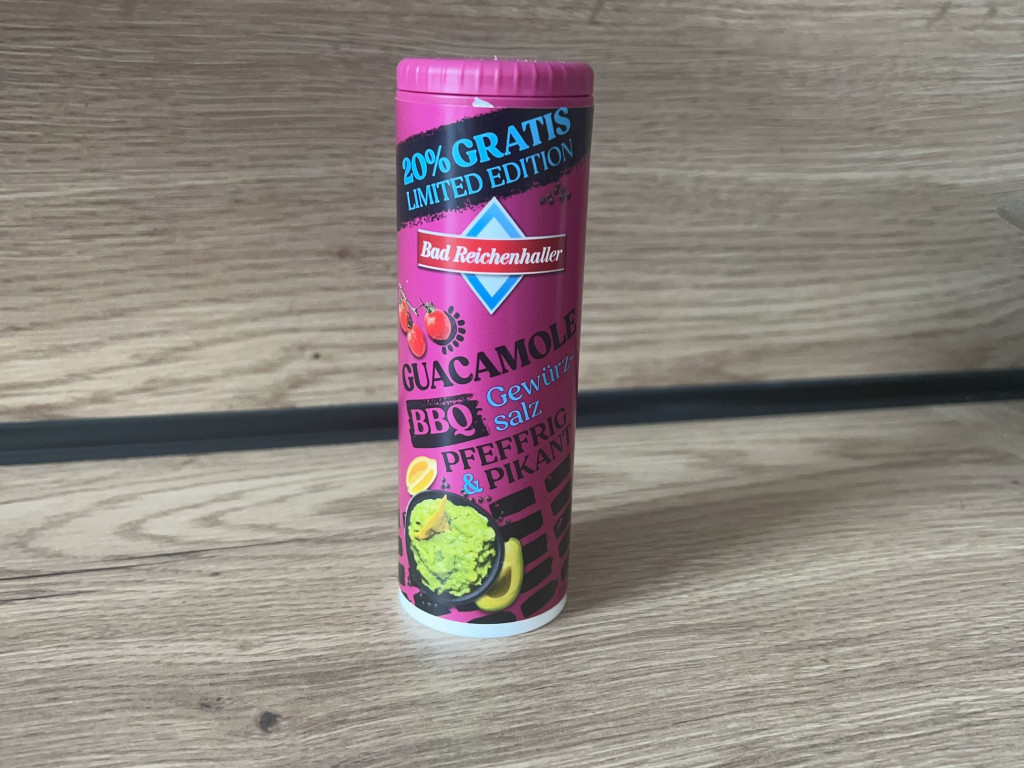 20% GRATIS
LIMITED EDITION
Bad Reichenhaller
GUACAMOLE
BBQ Gewürz-
salz
PFEFFRIG
& PIKANT